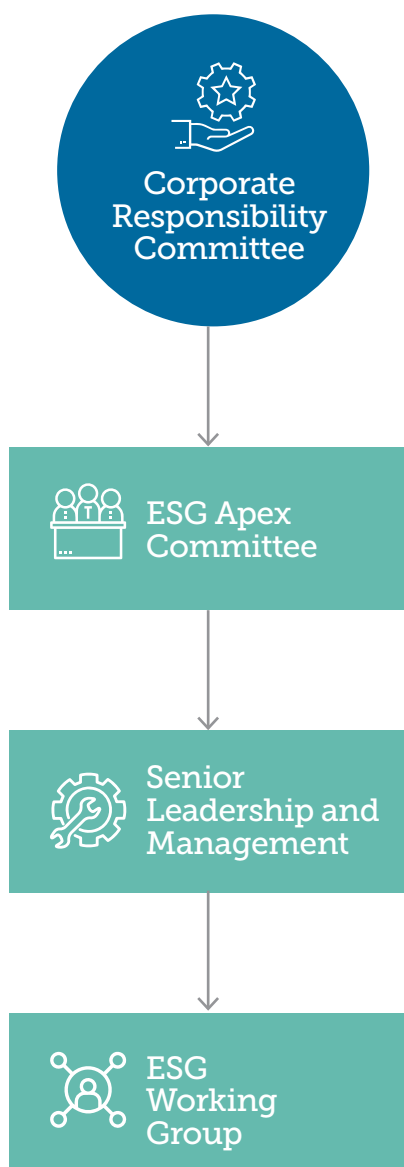 Corporate
Responsibility
Committee
ESG Apex
Committee
Senior
Leadership and
Management
ESG
Working
Group